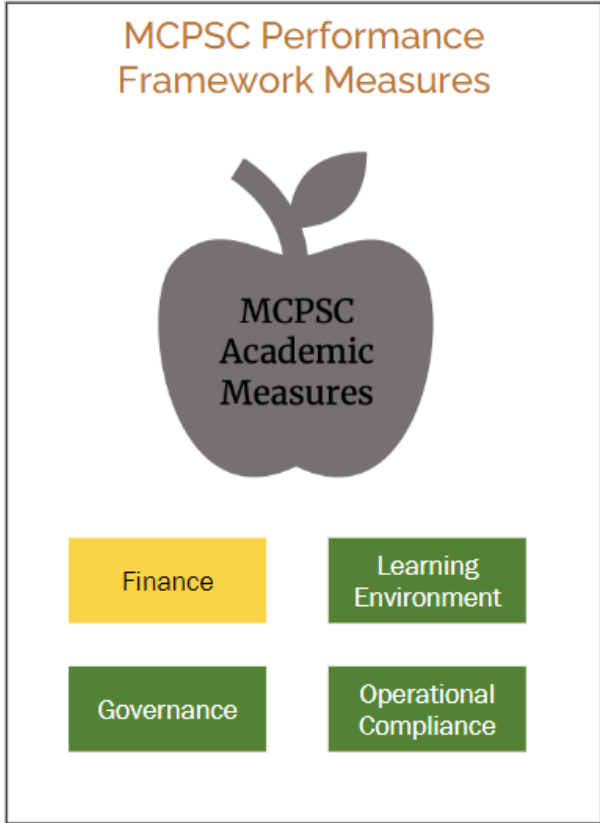 MCPSC Performance
Framework Measures
MCPSC
Academic
Measures
Finance
Learning
Environment
Governance
Operational
Compliance